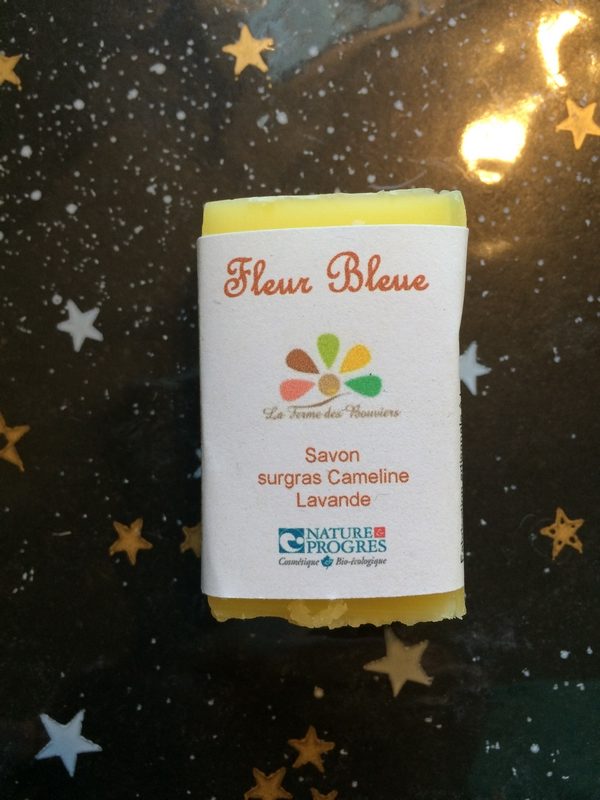 Fleur Bleue
La Ferme des Bouviers
Savon
surgras Cameline
Lavande
NATURE
PROGRES
Cosmétique Bio-écologique